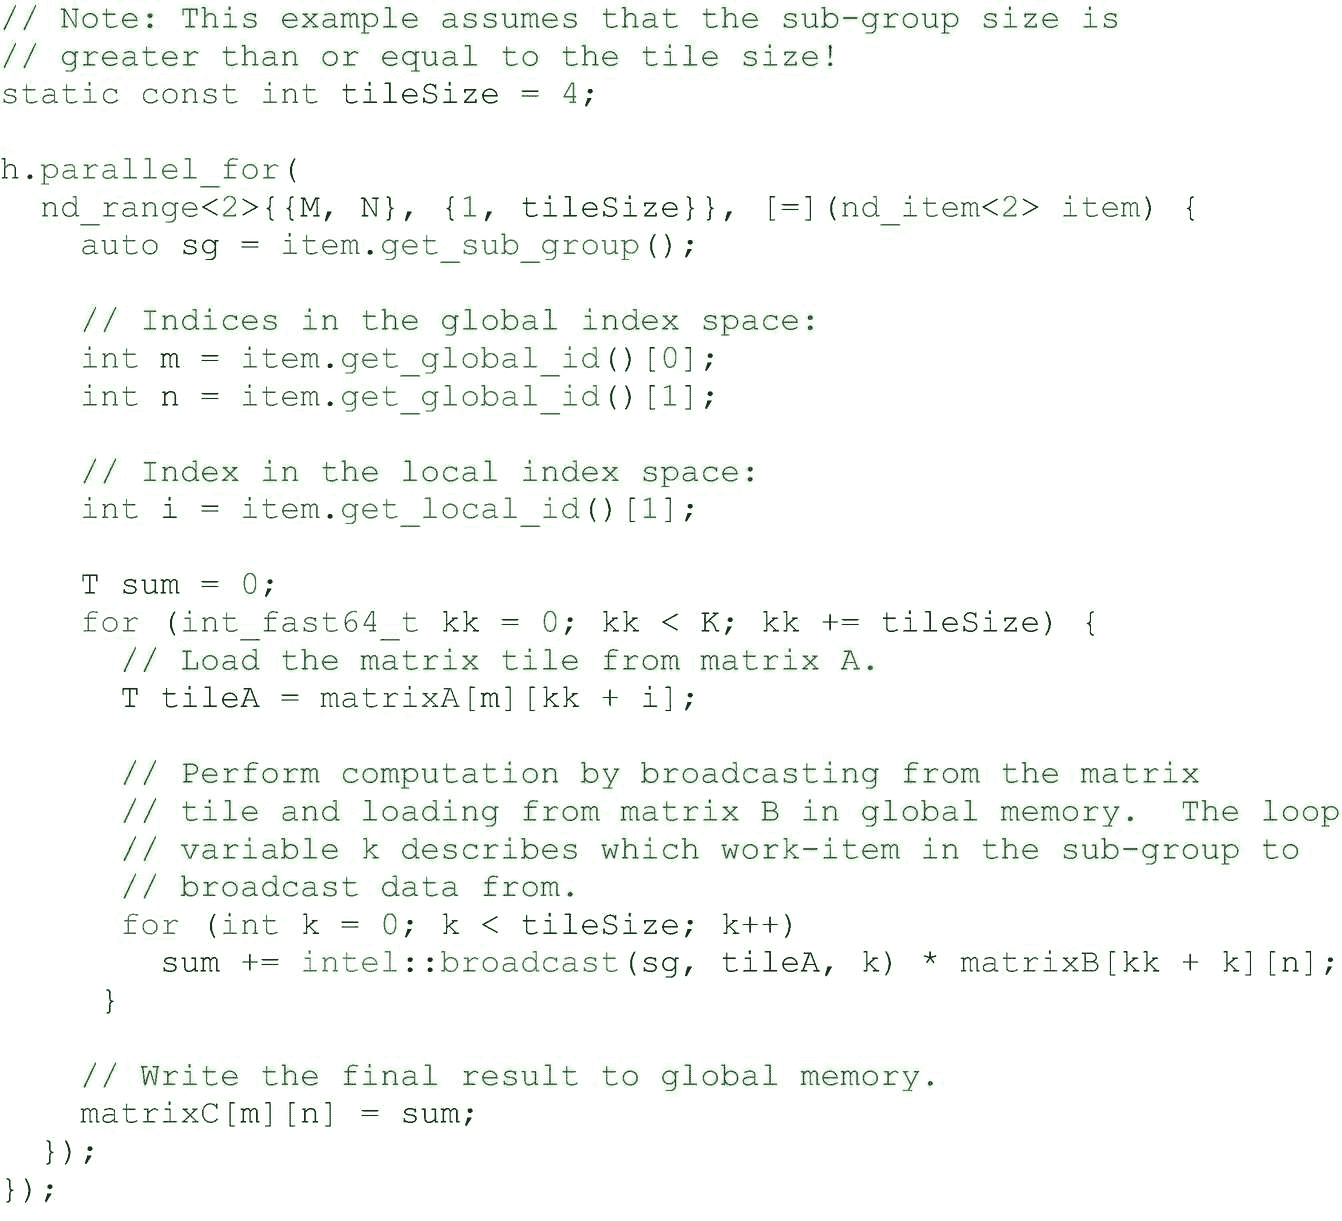 // Note: This example assumes that the sub-group size is
// greater than or equal to the tile size!
static const int tileSize = 4;

h.parallel_for(
  nd_range<2>{{M, N}, {1, tileSize}}, [=](nd_item<2> item) {
    auto sg = item.get_sub_group();

    // Indices in the global index space:
    int m = item.get_global_id()[0];
    int n = item.get_global_id()[1];

    // Index in the local index space:
    int i = item.get_local_id()[1];

    T sum = 0;
    for (int_fast64_t kk = 0; kk < K; kk += tileSize) {
      // Load the matrix tile from matrix A.
      T tileA = matrixA[m][kk + i];

      // Perform computation by broadcasting from the matrix
      // tile and loading from matrix B in global memory.  The loop
      // variable k describes which work-item in the sub-group to
      // broadcast data from.
      for (int k = 0; k < tileSize; k++)
        sum += intel::broadcast(sg, tileA, k) * matrixB[kk + k][n];
     }

    // Write the final result to global memory.
    matrixC[m][n] = sum;
  });
});